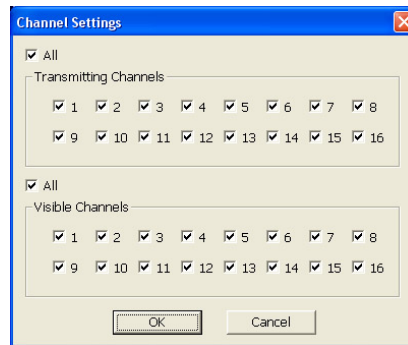 Channel Settings
All
Transmitting Channels
1 2 3 4 5 6 7 8
9 10 11 12 13 14 15 16
All
Visible Channels
1 2 3 4 5 6 7 8
9 10 11 12 13 14 15 16
OK Cancel